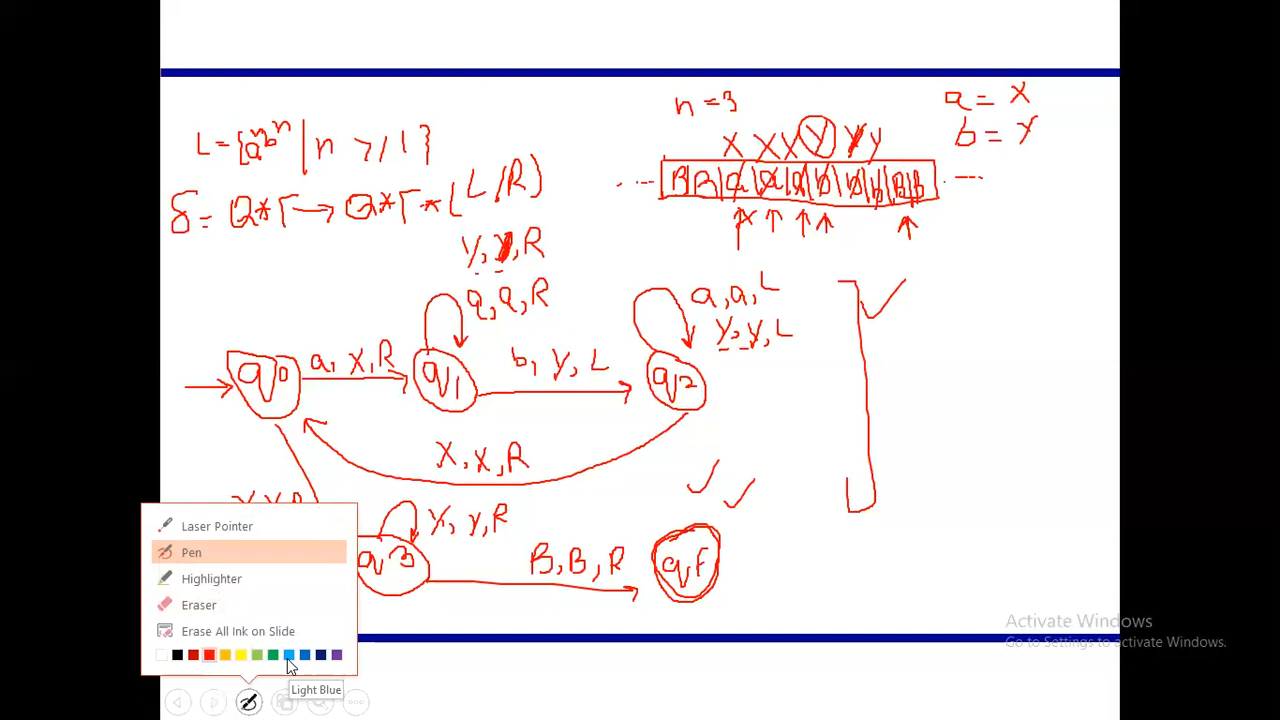 n = 3
a = X
b = Y
L = {aⁿbⁿ | n >, 1}
X X X Y Y Y
... B B a a a b b b B b ...
δ = Q * Γ → Q * Γ * (L/R)
X
Y, Y, R
a, a, R
a, a, L
Y, Y, L
q0
a, X, R
q1
b, Y, L
q2
X, X, R
Y, Y, R
q3
B, B, R
qf
Laser Pointer
Pen
Highlighter
Eraser
Erase All Ink on Slide
Light Blue
Activate Windows
Go to Settings to activate Windows.